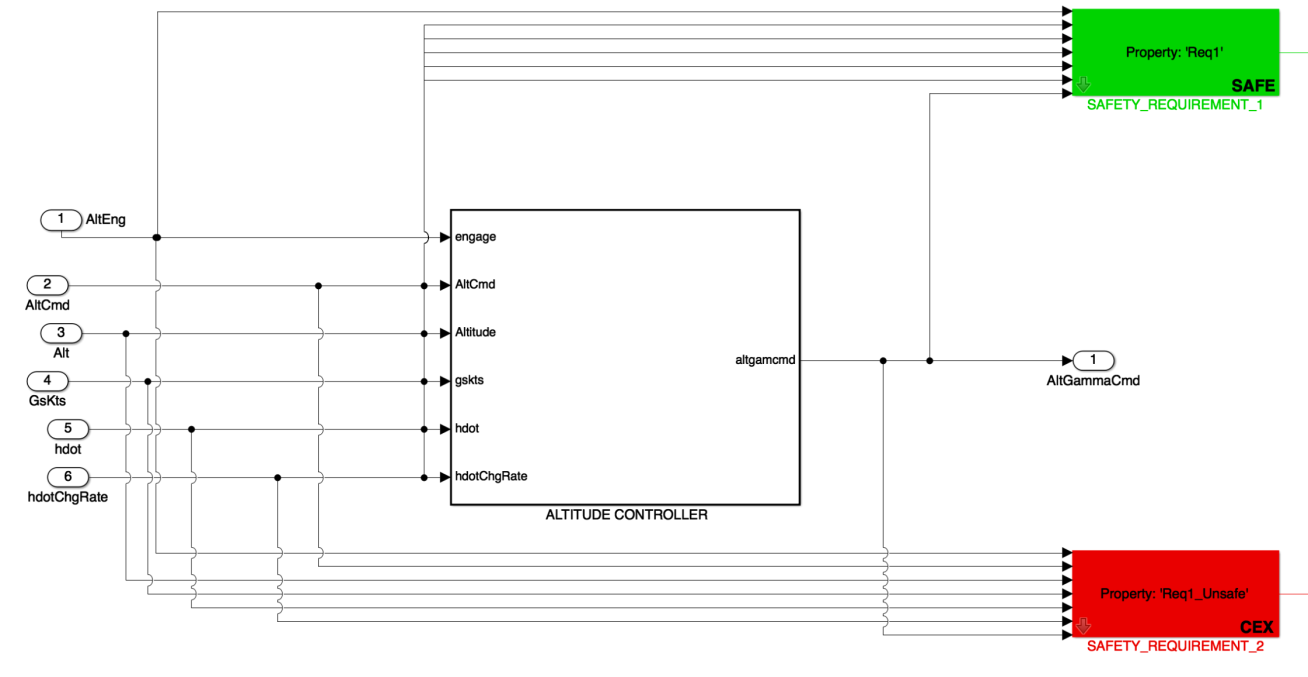 Property: 'Req1'
SAFE
SAFETY_REQUIREMENT_1
1
AltEng
engage
2
AltCmd
AltCmd
3
Alt
Altitude
altgamcmd
1
AltGammaCmd
4
GsKts
gskts
5
hdot
hdot
6
hdotChgRate
hdotChgRate
ALTITUDE CONTROLLER
Property: 'Req1_Unsafe'
CEX
SAFETY_REQUIREMENT_2